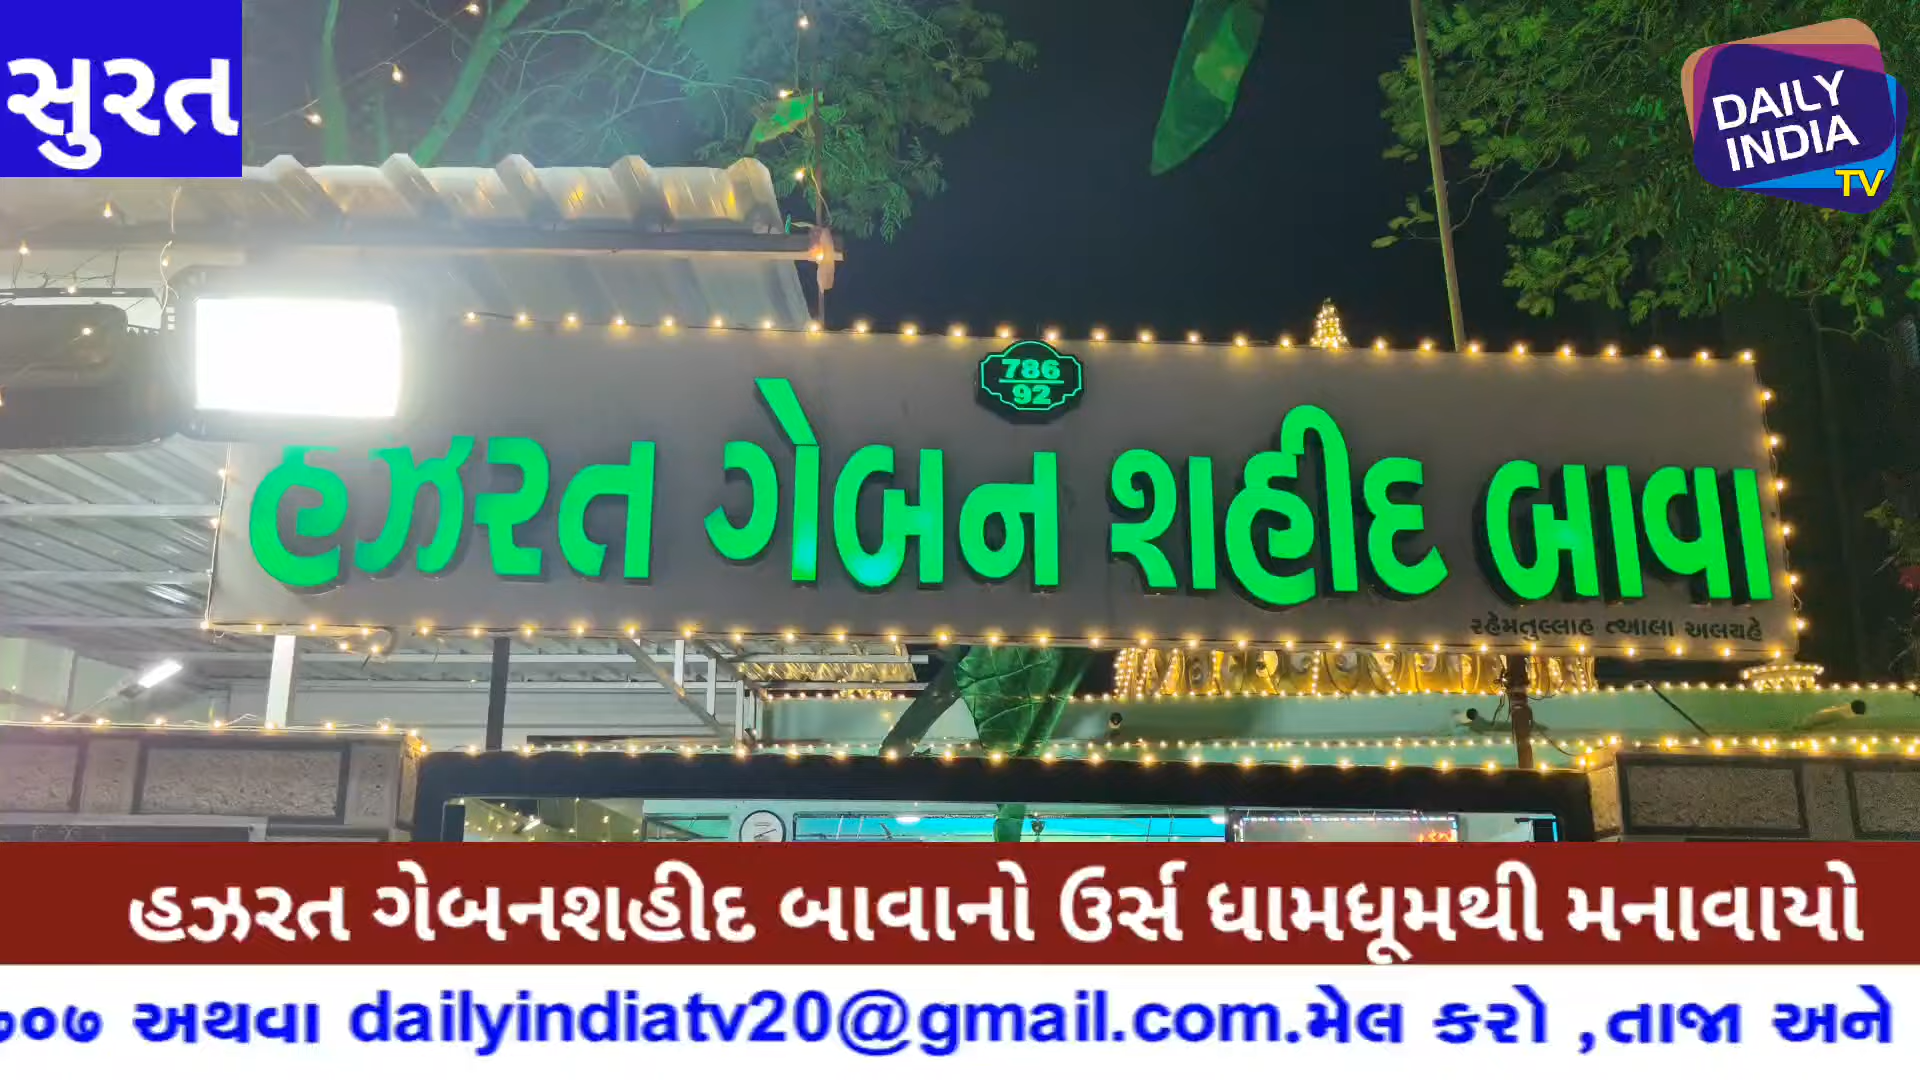 સુરત
DAILY
INDIA
TV
786
92
હઝરત ગેબન શહીદ બાવા
રહેમતુલ્લાહ ત્આલા અલયહે
હઝરત ગેબનશહીદ બાવાનો ઉર્સ ધામધૂમથી મનાવાયો
૦૦૭ અથવા dailyindiatv20@gmail.com.મેલ કરો ,તાજા અને